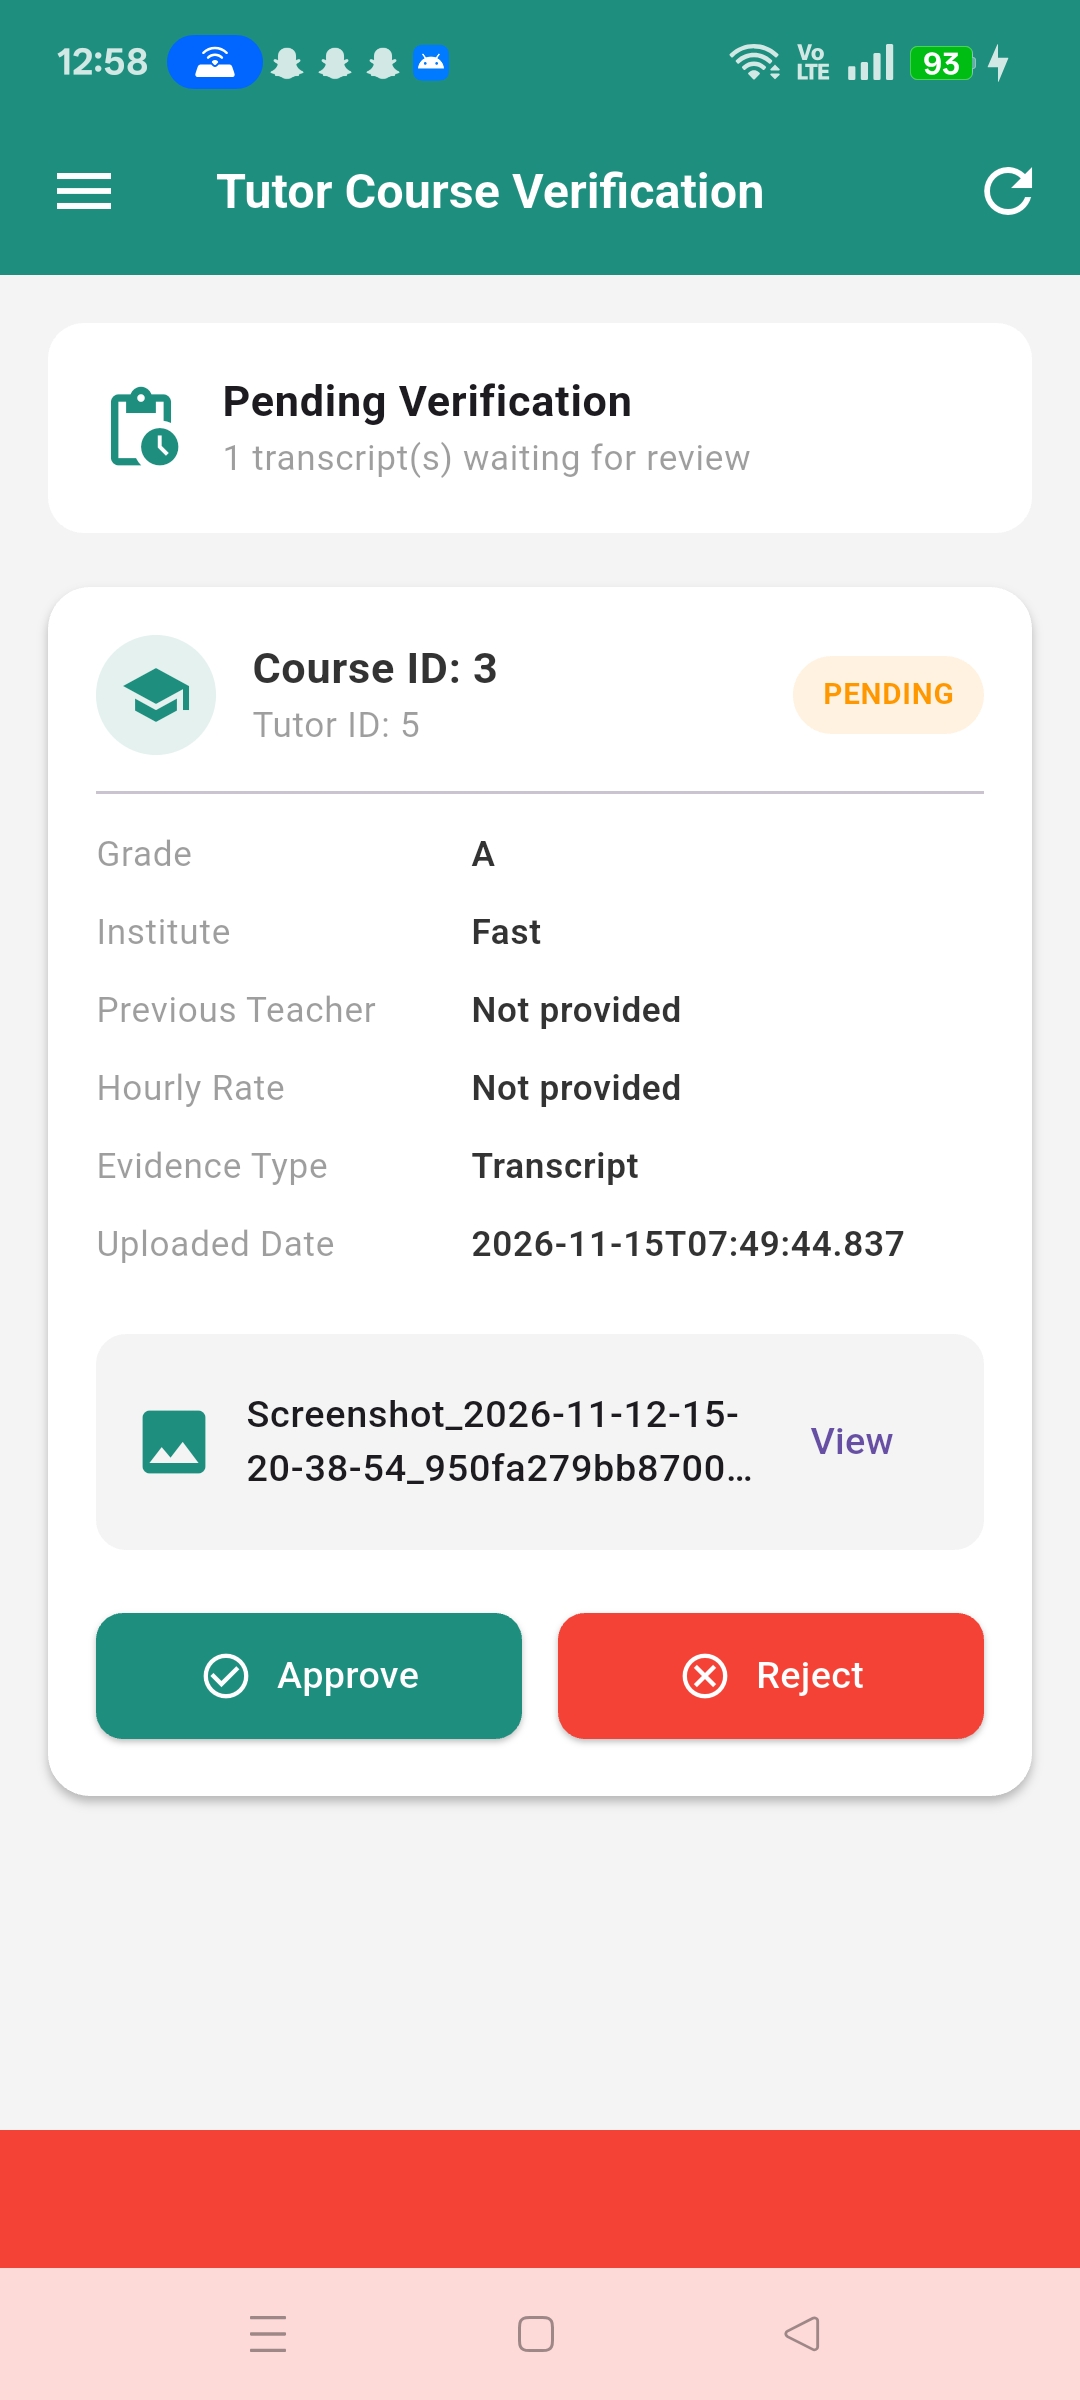 12:58
Vo
LTE
93
Tutor Course Verification
Pending Verification
1 transcript(s) waiting for review
Course ID: 3
Tutor ID: 5
PENDING
Grade
A
Institute
Fast
Previous Teacher
Not provided
Hourly Rate
Not provided
Evidence Type
Transcript
Uploaded Date
2026-11-15T07:49:44.837
Screenshot_2026-11-12-15-
20-38-54_950fa279bb8700…
View
Approve
Reject